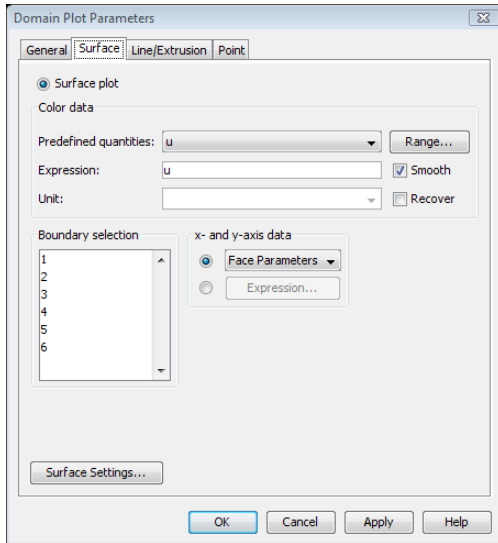 Domain Plot Parameters
General Surface Line/Extrusion Point
Surface plot
Color data
Predefined quantities: u Range...
Expression: u Smooth
Unit: Recover
Boundary selection x- and y-axis data
1 Face Parameters
2 Expression...
3
4
5
6
Surface Settings...
OK Cancel Apply Help